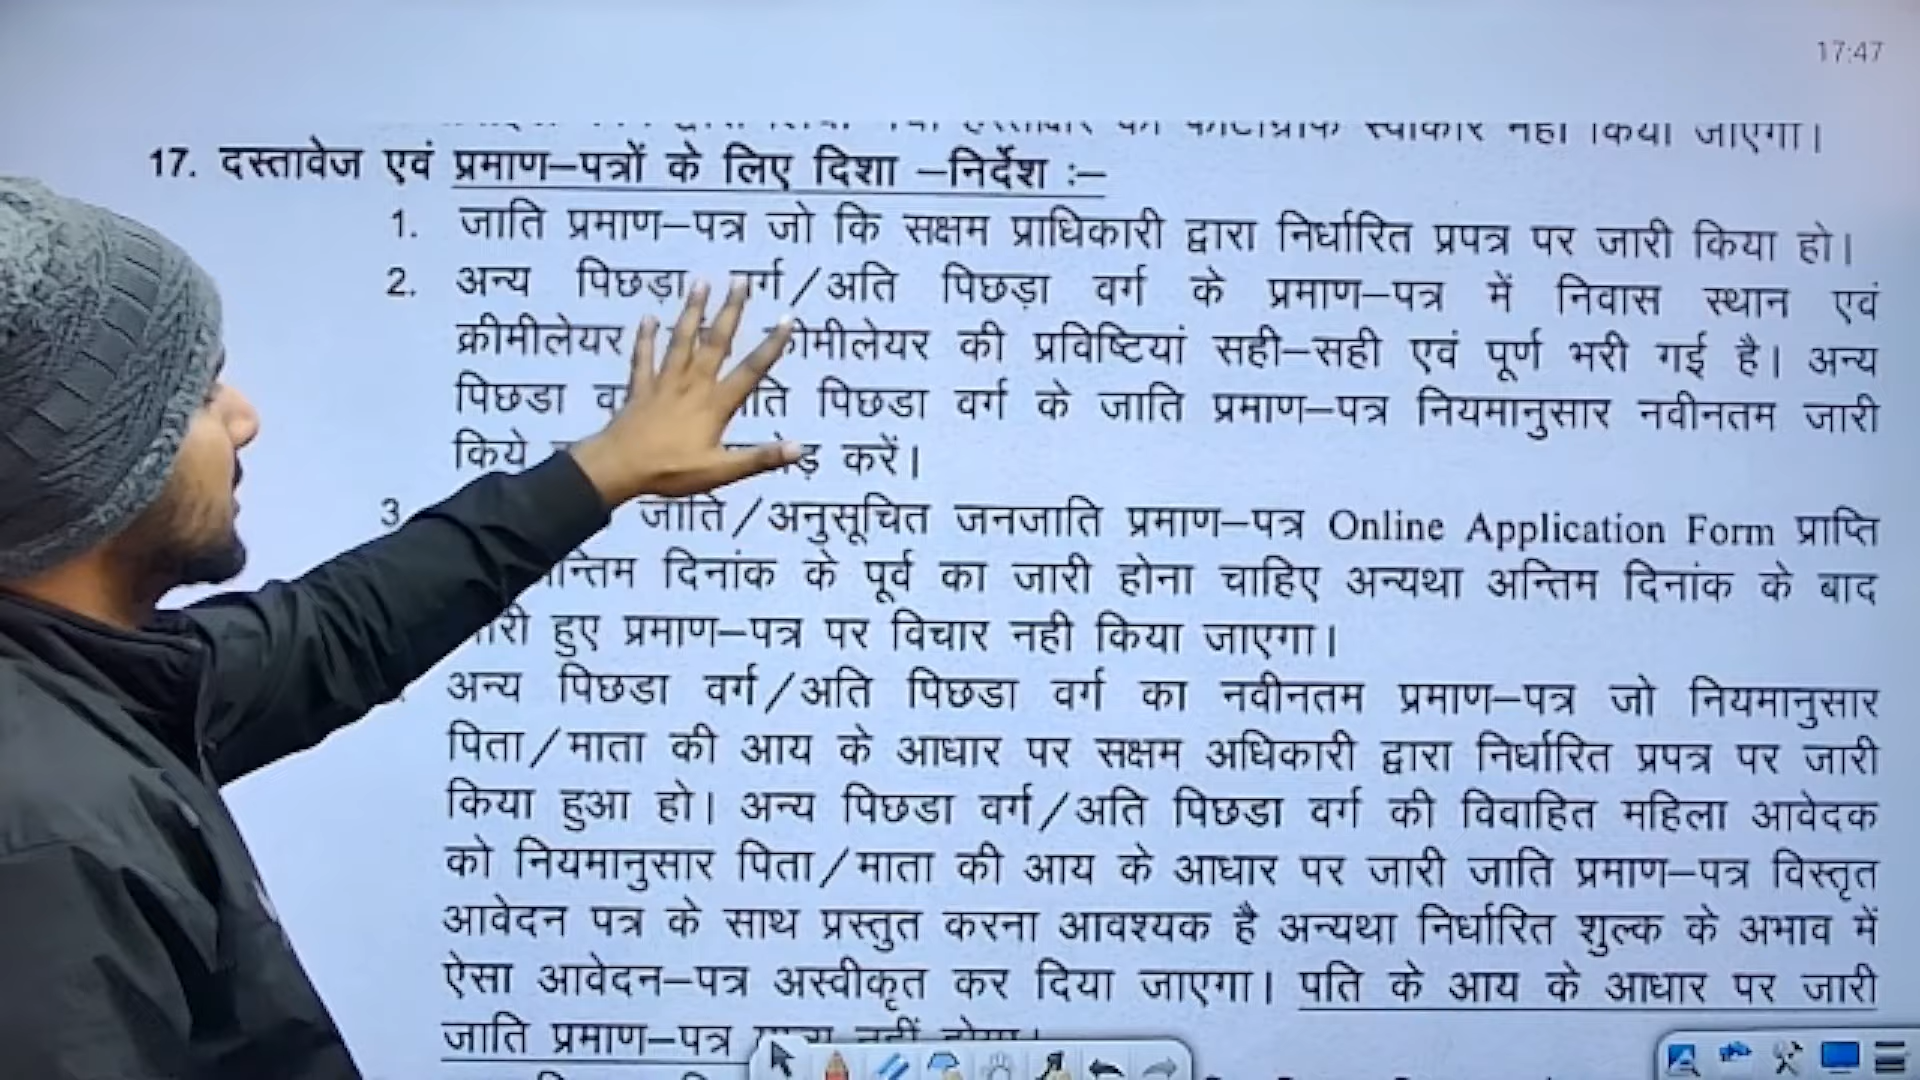 17:47
स्वीकार नही किया जाएगा।
17. दस्तावेज एवं प्रमाण–पत्रों के लिए दिशा –निर्देश :–
1. जाति प्रमाण–पत्र जो कि सक्षम प्राधिकारी द्वारा निर्धारित प्रपत्र पर जारी किया हो।
2. अन्य पिछड़ा वर्ग/अति पिछड़ा वर्ग के प्रमाण–पत्र में निवास स्थान एवं
क्रीमीलेयर क्रीमीलेयर की प्रविष्टियां सही–सही एवं पूर्ण भरी गई है। अन्य
पिछडा पिछडा वर्ग के जाति प्रमाण–पत्र नियमानुसार नवीनतम जारी
किये करें।
3 जाति/अनुसूचित जनजाति प्रमाण–पत्र Online Application Form प्राप्ति
दिनांक के पूर्व का जारी होना चाहिए अन्यथा अन्तिम दिनांक के बाद
हुए प्रमाण–पत्र पर विचार नही किया जाएगा।
अन्य पिछडा वर्ग/अति पिछडा वर्ग का नवीनतम प्रमाण–पत्र जो नियमानुसार
पिता/माता की आय के आधार पर सक्षम अधिकारी द्वारा निर्धारित प्रपत्र पर जारी
किया हुआ हो। अन्य पिछडा वर्ग/अति पिछडा वर्ग की विवाहित महिला आवेदक
को नियमानुसार पिता/माता की आय के आधार पर जारी जाति प्रमाण–पत्र विस्तृत
आवेदन पत्र के साथ प्रस्तुत करना आवश्यक है अन्यथा निर्धारित शुल्क के अभाव में
ऐसा आवेदन–पत्र अस्वीकृत कर दिया जाएगा। पति के आय के आधार पर जारी
जाति प्रमाण–पत्र नहीं होगा।